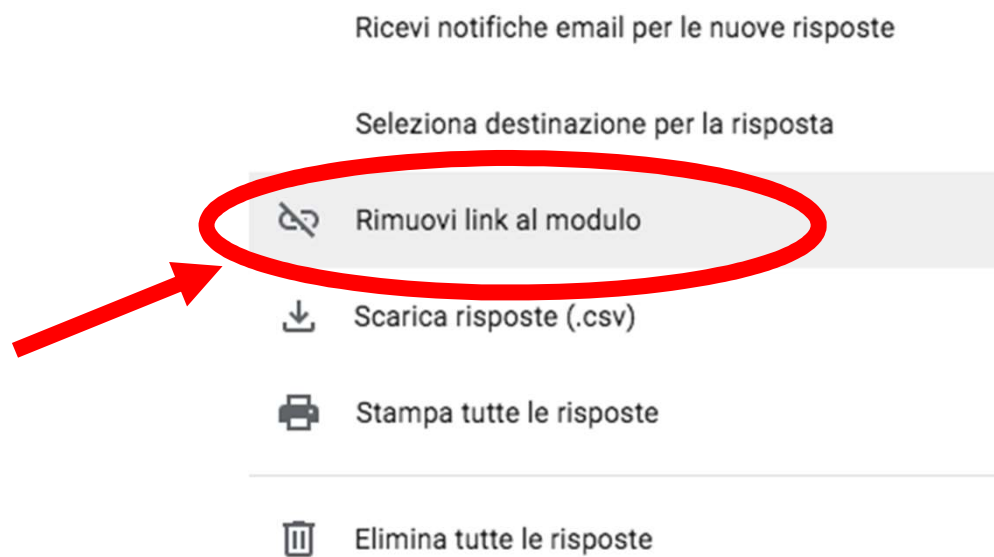 Ricevi notifiche email per le nuove risposte
Seleziona destinazione per la risposta
Rimuovi link al modulo
Scarica risposte (.csv)
Stampa tutte le risposte
Elimina tutte le risposte